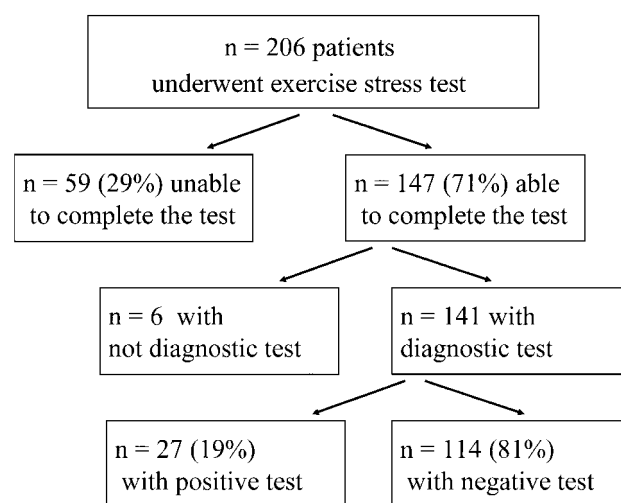 n = 206 patients
underwent exercise stress test
n = 59 (29%) unable
to complete the test
n = 147 (71%) able
to complete the test
n = 6 with
not diagnostic test
n = 141 with
diagnostic test
n = 27 (19%)
with positive test
n = 114 (81%)
with negative test